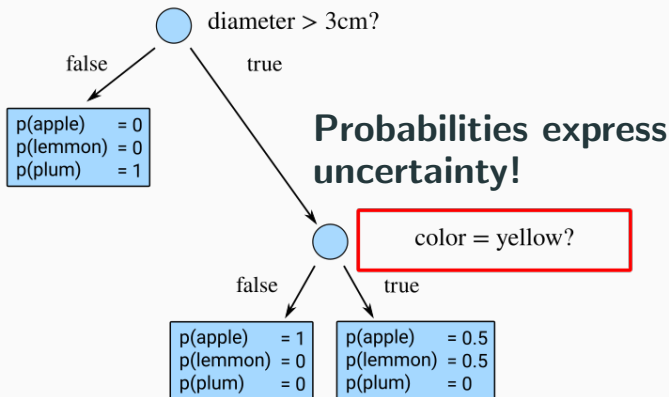 diameter > 3cm?
false
true
p(apple) = 0
p(lemmon) = 0
p(plum) = 1
Probabilities express
uncertainty!
color = yellow?
false
true
p(apple) = 1
p(lemmon) = 0
p(plum) = 0
p(apple) = 0.5
p(lemmon) = 0.5
p(plum) = 0